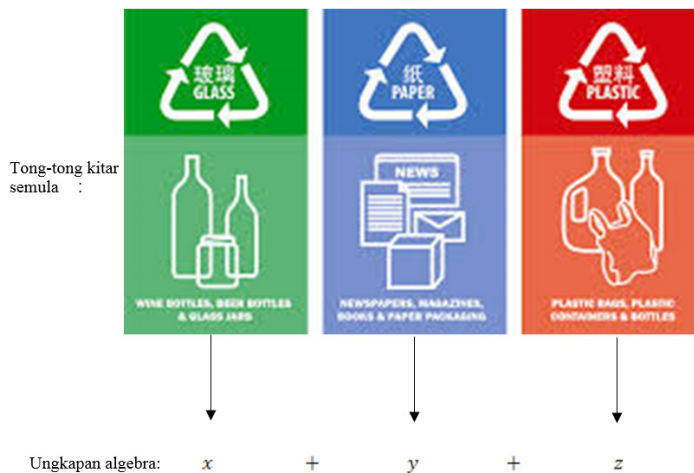 玻璃
GLASS
纸
PAPER
塑料
PLASTIC
Tong-tong kitar
semula :
NEWS
WINE BOTTLES, BEER BOTTLES
& GLASS JARS
NEWSPAPERS, MAGAZINES,
BOOKS & PAPER PACKAGING
PLASTIC BAGS, PLASTIC
CONTAINERS & BOTTLES
Ungkapan algebra: x + y + z